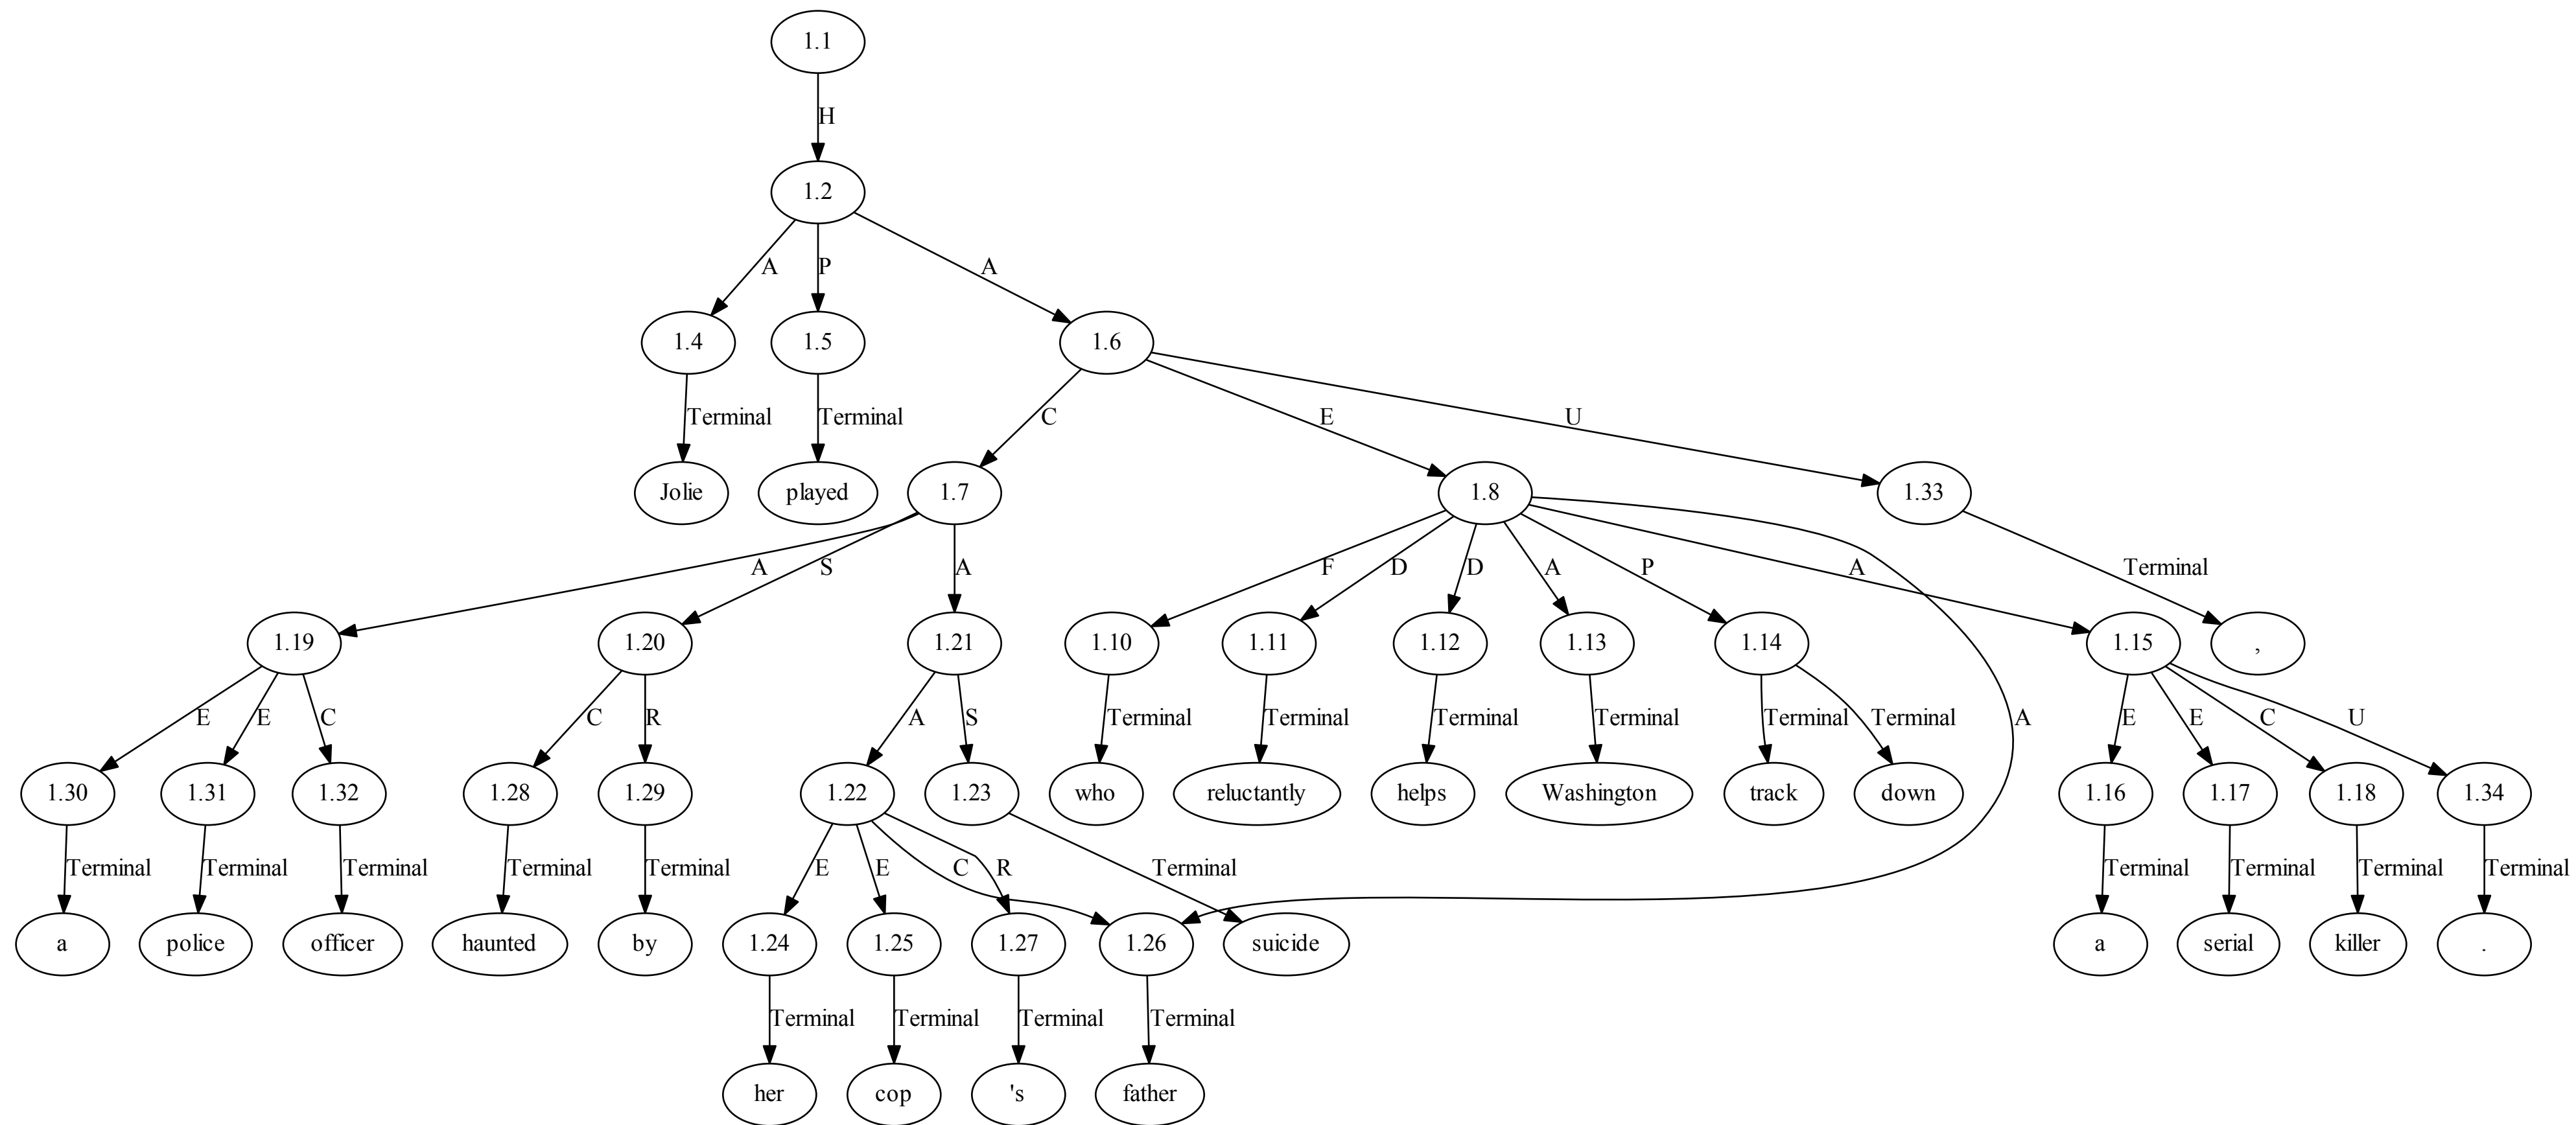 1.1
H
1.2
A P A
1.4 1.5 1.6
Terminal Terminal C E U
Jolie played 1.7 1.8 1.33
A S A F D D A P A Terminal
1.19 1.20 1.21 1.10 1.11 1.12 1.13 1.14 1.15 ,
E E C C R A S Terminal Terminal Terminal Terminal Terminal Terminal A E E C U
1.30 1.31 1.32 1.28 1.29 1.22 1.23 who reluctantly helps Washington track down 1.16 1.17 1.18 1.34
Terminal Terminal Terminal Terminal Terminal E E C R Terminal Terminal Terminal Terminal Terminal
a police officer haunted by 1.24 1.25 1.27 1.26 suicide a serial killer .
Terminal Terminal Terminal Terminal
her cop 's father